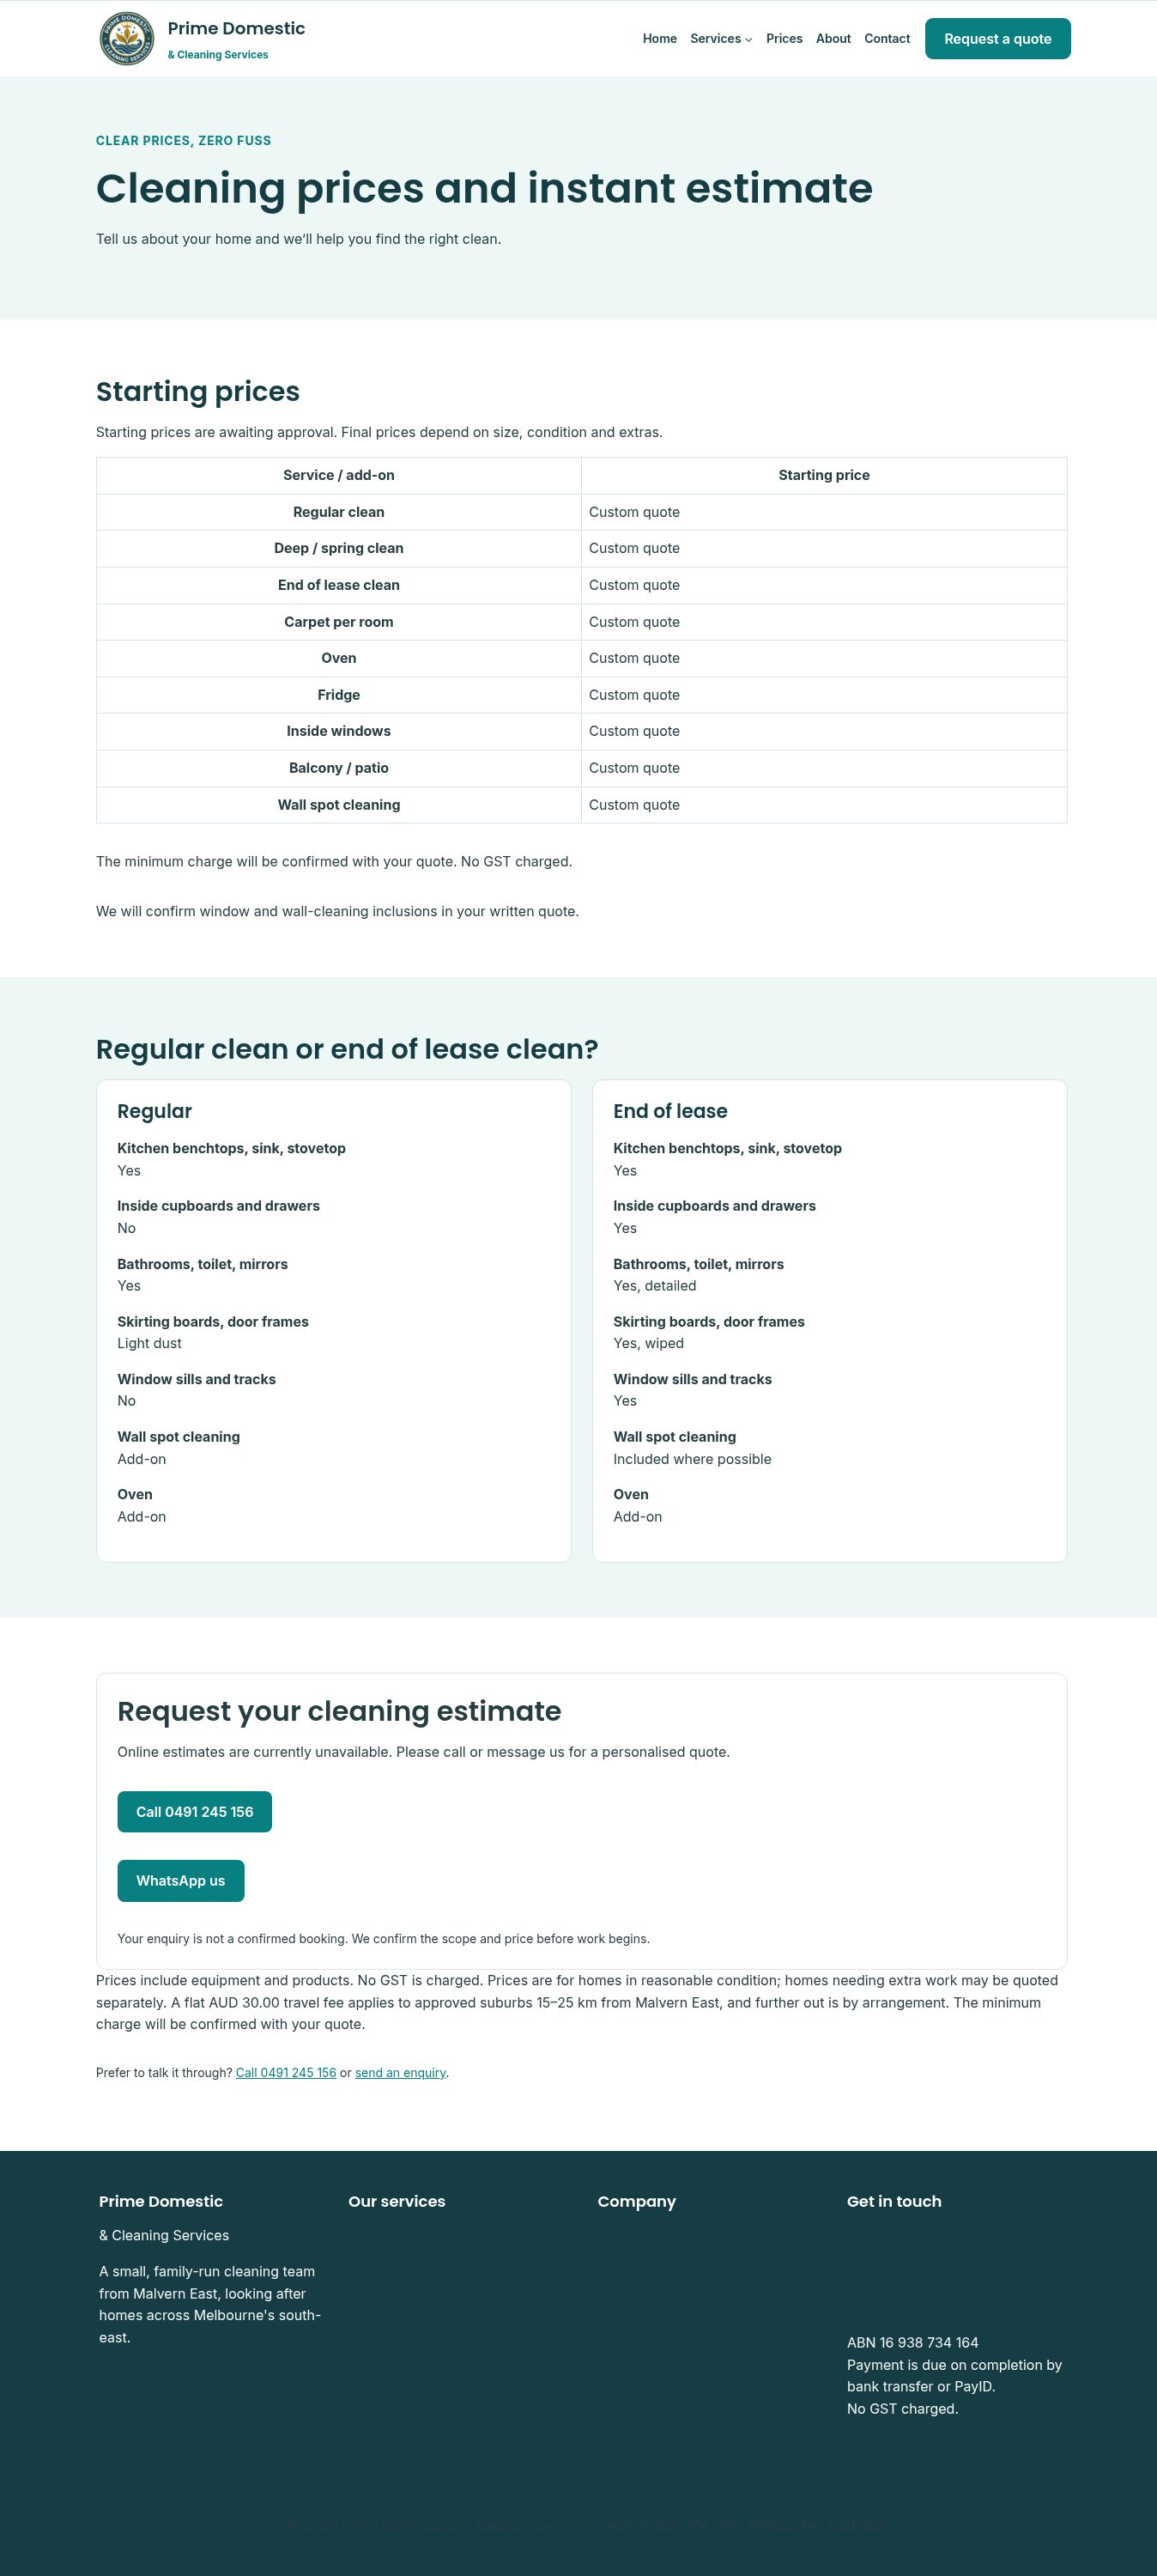 PRIME DOMESTIC
CLEANING SERVICES
Prime Domestic
& Cleaning Services
Home
Services
Prices
About
Contact
Request a quote
CLEAR PRICES, ZERO FUSS
Cleaning prices and instant estimate
Tell us about your home and we’ll help you find the right clean.
Starting prices
Starting prices are awaiting approval. Final prices depend on size, condition and extras.
Service / add-on Starting price
Regular clean Custom quote
Deep / spring clean Custom quote
End of lease clean Custom quote
Carpet per room Custom quote
Oven Custom quote
Fridge Custom quote
Inside windows Custom quote
Balcony / patio Custom quote
Wall spot cleaning Custom quote
The minimum charge will be confirmed with your quote. No GST charged.
We will confirm window and wall-cleaning inclusions in your written quote.
Regular clean or end of lease clean?
Regular
Kitchen benchtops, sink, stovetop
Yes
Inside cupboards and drawers
No
Bathrooms, toilet, mirrors
Yes
Skirting boards, door frames
Light dust
Window sills and tracks
No
Wall spot cleaning
Add-on
Oven
Add-on
End of lease
Kitchen benchtops, sink, stovetop
Yes
Inside cupboards and drawers
Yes
Bathrooms, toilet, mirrors
Yes, detailed
Skirting boards, door frames
Yes, wiped
Window sills and tracks
Yes
Wall spot cleaning
Included where possible
Oven
Add-on
Request your cleaning estimate
Online estimates are currently unavailable. Please call or message us for a personalised quote.
Call 0491 245 156
WhatsApp us
Your enquiry is not a confirmed booking. We confirm the scope and price before work begins.
Prices include equipment and products. No GST is charged. Prices are for homes in reasonable condition; homes needing extra work may be quoted
separately. A flat AUD 30.00 travel fee applies to approved suburbs 15–25 km from Malvern East, and further out is by arrangement. The minimum
charge will be confirmed with your quote.
Prefer to talk it through? Call 0491 245 156 or send an enquiry.
Prime Domestic
& Cleaning Services
A small, family-run cleaning team
from Malvern East, looking after
homes across Melbourne's south-
east.
Our services
Company
Get in touch
ABN 16 938 734 164
Payment is due on completion by
bank transfer or PayID.
No GST charged.